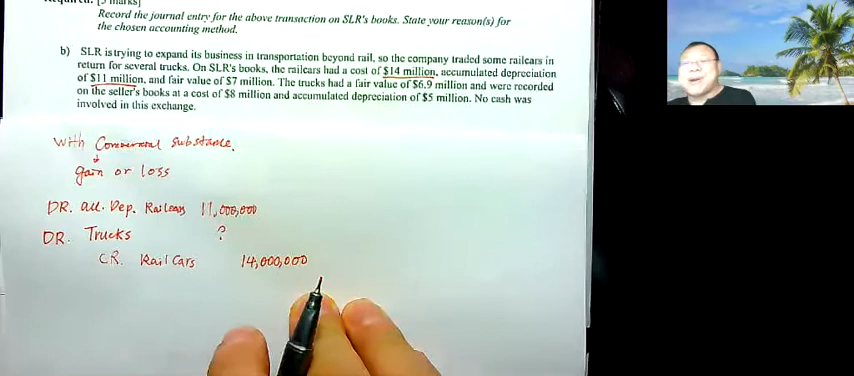 Required: [5 marks]
Record the journal entry for the above transaction on SLR's books. State your reason(s) for
the chosen accounting method.
b) SLR is trying to expand its business in transportation beyond rail, so the company traded some railcars in
return for several trucks. On SLR's books, the railcars had a cost of $14 million, accumulated depreciation
of $11 million, and fair value of $7 million. The trucks had a fair value of $6.9 million and were recorded
on the seller's books at a cost of $8 million and accumulated depreciation of $5 million. No cash was
involved in this exchange.
With Commercial Substance.
gain or loss
DR. all. Dep. Railcars 11,000,000
DR. Trucks ?
CR. Rail Cars 14,000,000